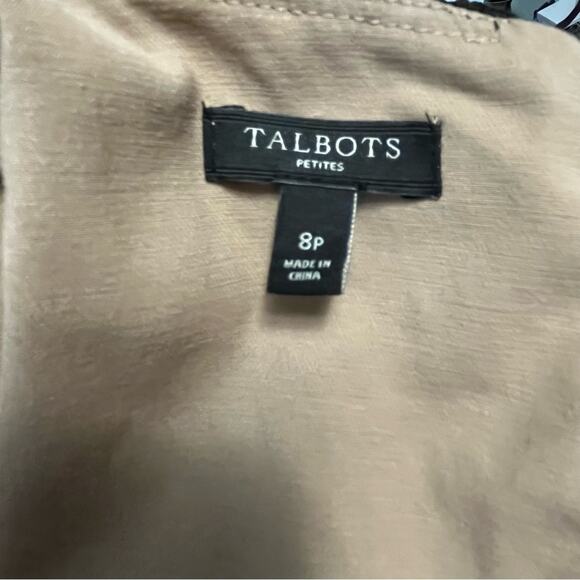 TALBOTS
PETITES
8P
MADE IN
CHINA